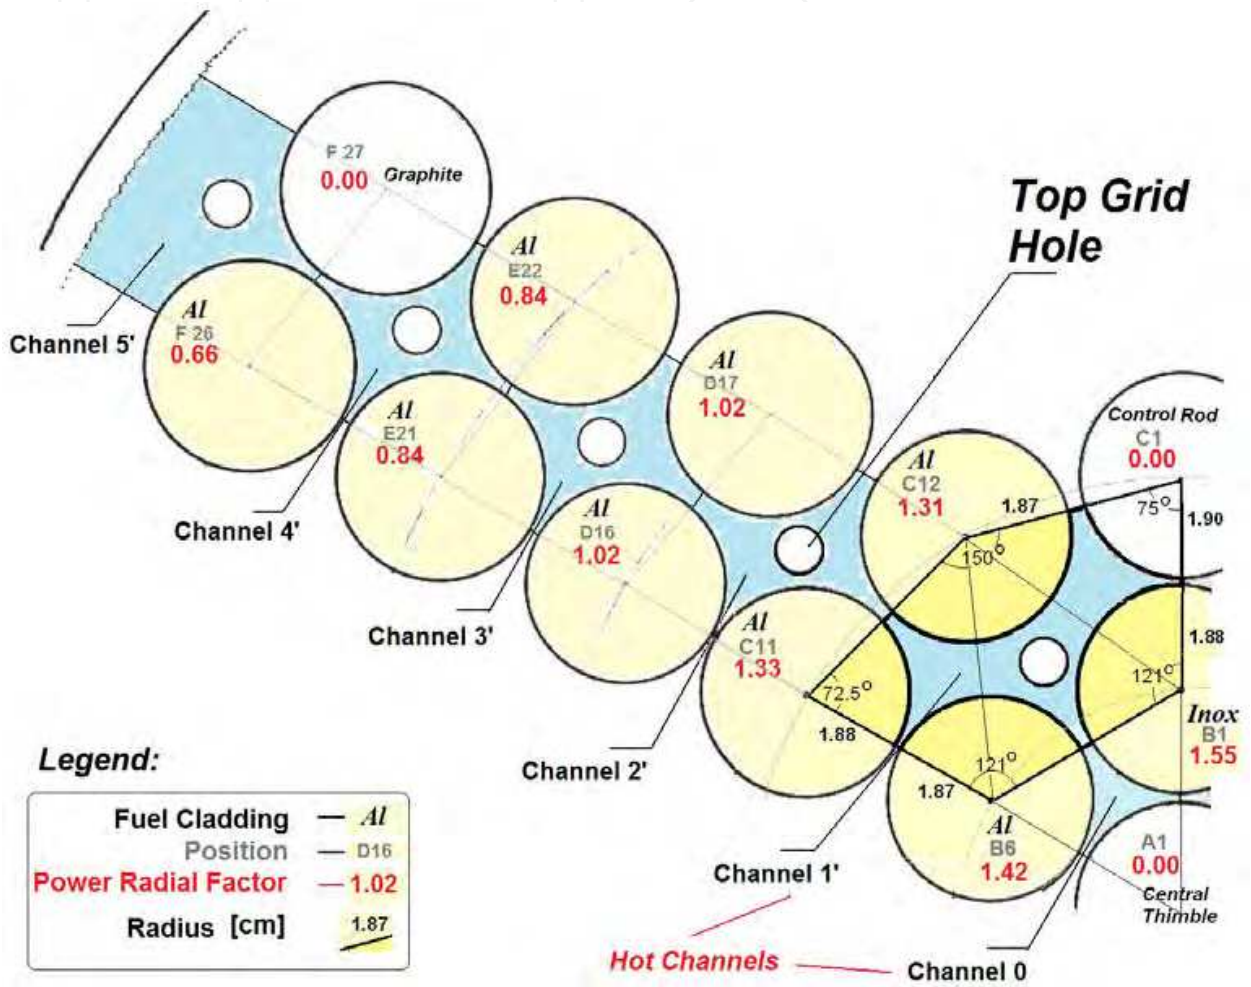 F 27
0.00
Graphite
Al
E22
0.84
Top Grid
Hole
Al
F 26
0.66
Channel 5'
Al
D17
1.02
Al
E21
0.84
Control Rod
C1
0.00
Al
C12
1.31
1.87
75°
1.90
150°
Channel 4'
Al
D16
1.02
Channel 3'
Al
C11
1.33
72.5°
1.88
1.88
121°
Inox
B1
1.55
Channel 2'
121°
1.87
Al
B6
1.42
A1
0.00
Central
Thimble
Channel 1'
Hot Channels
Channel 0
Legend:
Fuel Cladding — Al
Position — D16
Power Radial Factor — 1.02
Radius [cm] 1.87